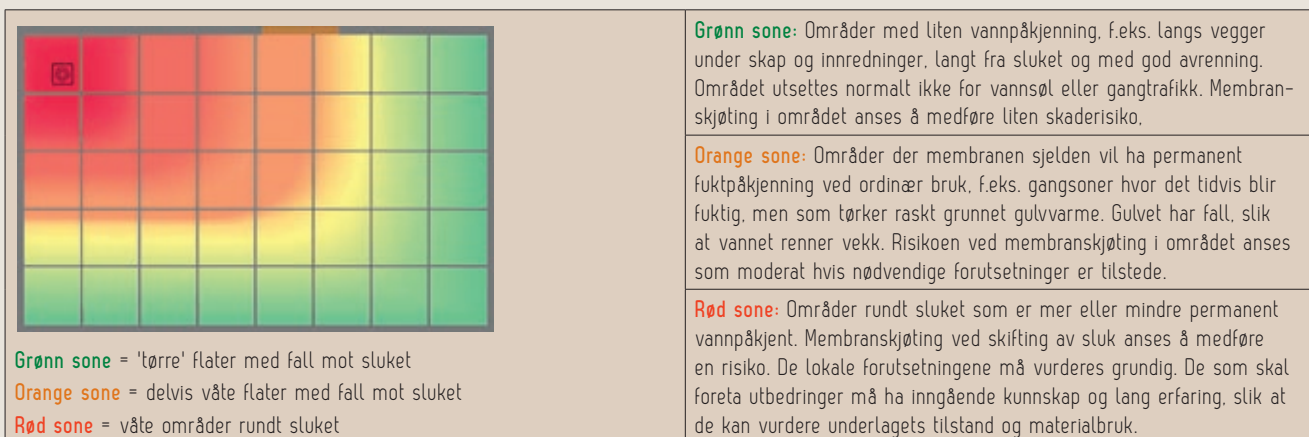 Grønn sone = 'tørre' flater med fall mot sluket
Orange sone = delvis våte flater med fall mot sluket
Rød sone = våte områder rundt sluket
Grønn sone: Områder med liten vannpåkjenning, f.eks. langs vegger
under skap og innredninger, langt fra sluket og med god avrenning.
Området utsettes normalt ikke for vannsøl eller gangtrafikk. Membran-
skjøting i området anses å medføre liten skaderisiko,
Orange sone: Områder der membranen sjelden vil ha permanent
fuktpåkjenning ved ordinær bruk, f.eks. gangsoner hvor det tidvis blir
fuktig, men som tørker raskt grunnet gulvvarme. Gulvet har fall, slik
at vannet renner vekk. Risikoen ved membranskjøting i området anses
som moderat hvis nødvendige forutsetninger er tilstede.
Rød sone: Områder rundt sluket som er mer eller mindre permanent
vannpåkjent. Membranskjøting ved skifting av sluk anses å medføre
en risiko. De lokale forutsetningene må vurderes grundig. De som skal
foreta utbedringer må ha inngående kunnskap og lang erfaring, slik at
de kan vurdere underlagets tilstand og materialbruk.